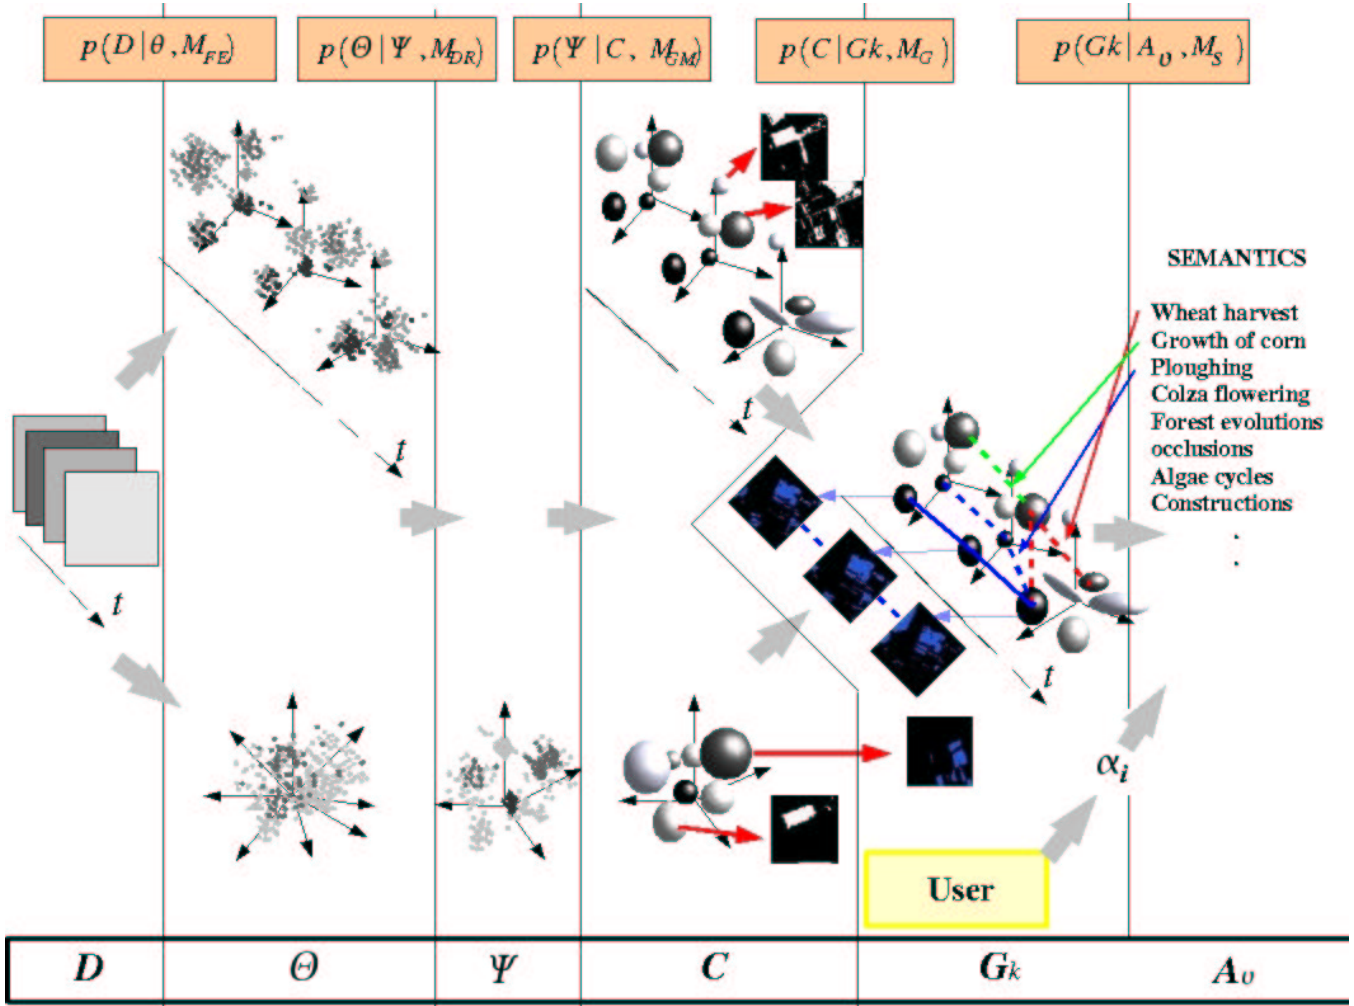 p(D|θ,M_FE) p(Θ|Ψ,M_DR) p(Ψ|C, M_GM) p(C|Gk,M_G) p(Gk|A_υ,M_S)
SEMANTICS
Wheat harvest
Growth of corn
Ploughing
Colza flowering
Forest evolutions
occlusions
Algae cycles
Constructions
:
t
t
t
t
α_i
User
D Θ Ψ C Gk A_υ